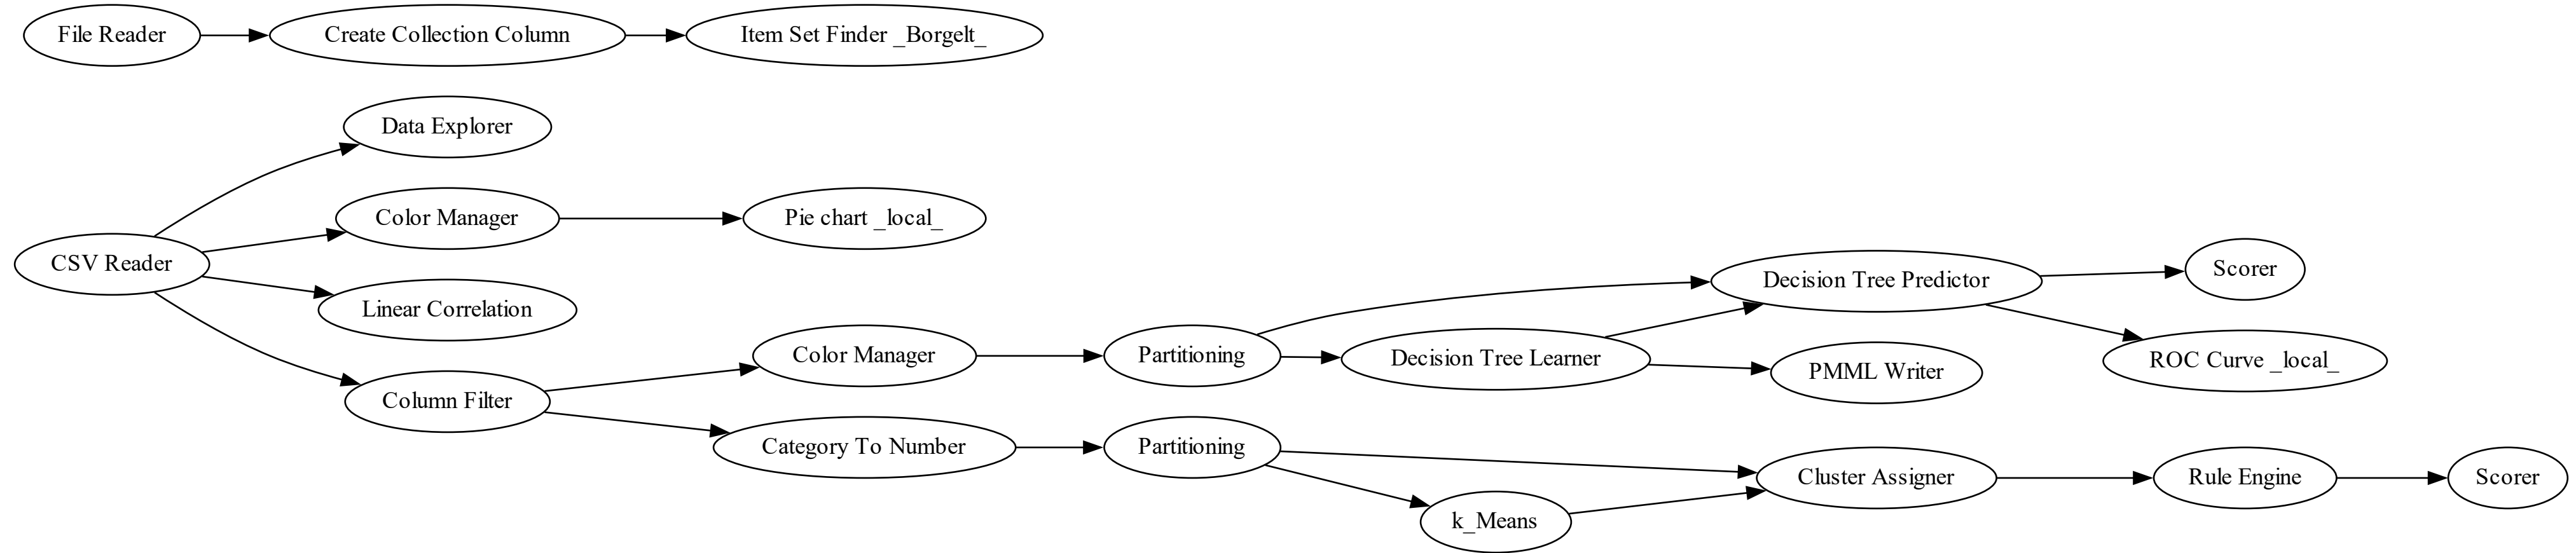 File Reader
Create Collection Column
Item Set Finder _Borgelt_
Data Explorer
Color Manager
Pie chart _local_
CSV Reader
Linear Correlation
Column Filter
Color Manager
Partitioning
Decision Tree Learner
Decision Tree Predictor
PMML Writer
Scorer
ROC Curve _local_
Category To Number
Partitioning
k_Means
Cluster Assigner
Rule Engine
Scorer